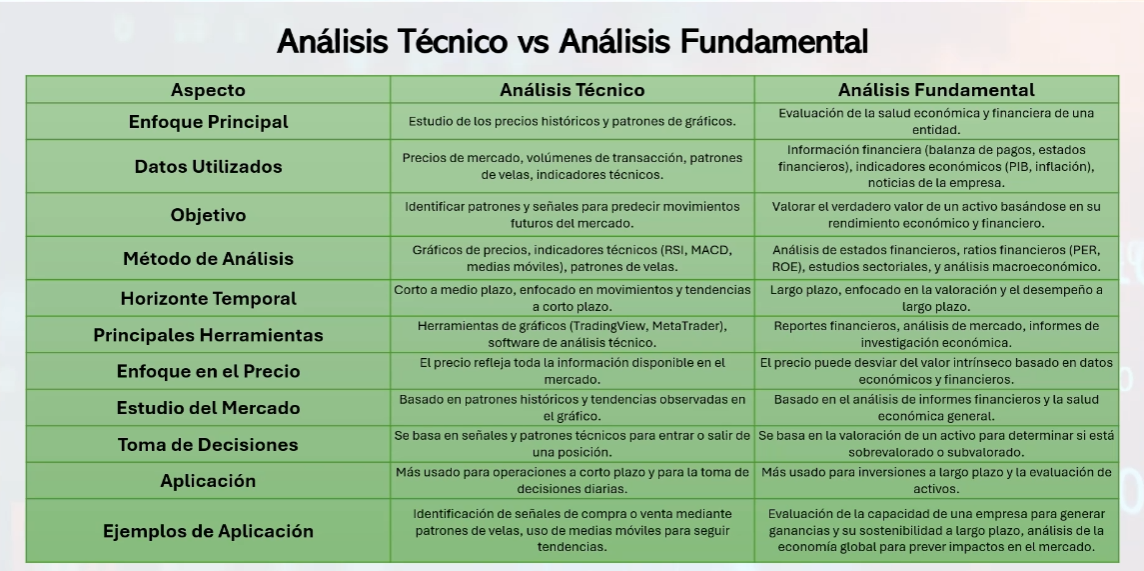 Análisis Técnico vs Análisis Fundamental
Aspecto
Análisis Técnico
Análisis Fundamental
Enfoque Principal
Estudio de los precios históricos y patrones de gráficos.
Evaluación de la salud económica y financiera de una
entidad.
Datos Utilizados
Precios de mercado, volúmenes de transacción, patrones
de velas, indicadores técnicos.
Información financiera (balanza de pagos, estados
financieros), indicadores económicos (PIB, inflación),
noticias de la empresa.
Objetivo
Identificar patrones y señales para predecir movimientos
futuros del mercado.
Valorar el verdadero valor de un activo basándose en su
rendimiento económico y financiero.
Método de Análisis
Gráficos de precios, indicadores técnicos (RSI, MACD,
medias móviles), patrones de velas.
Análisis de estados financieros, ratios financieros (PER,
ROE), estudios sectoriales, y análisis macroeconómico.
Horizonte Temporal
Corto a medio plazo, enfocado en movimientos y tendencias
a corto plazo.
Largo plazo, enfocado en la valoración y el desempeño a
largo plazo.
Principales Herramientas
Herramientas de gráficos (TradingView, MetaTrader),
software de análisis técnico.
Reportes financieros, análisis de mercado, informes de
investigación económica.
Enfoque en el Precio
El precio refleja toda la información disponible en el
mercado.
El precio puede desviar del valor intrínseco basado en datos
económicos y financieros.
Estudio del Mercado
Basado en patrones históricos y tendencias observadas en
el gráfico.
Basado en el análisis de informes financieros y la salud
económica general.
Toma de Decisiones
Se basa en señales y patrones técnicos para entrar o salir de
una posición.
Se basa en la valoración de un activo para determinar si está
sobrevalorado o subvalorado.
Aplicación
Más usado para operaciones a corto plazo y para la toma de
decisiones diarias.
Más usado para inversiones a largo plazo y la evaluación de
activos.
Ejemplos de Aplicación
Identificación de señales de compra o venta mediante
patrones de velas, uso de medias móviles para seguir
tendencias.
Evaluación de la capacidad de una empresa para generar
ganancias y su sostenibilidad a largo plazo, análisis de la
economía global para prever impactos en el mercado.